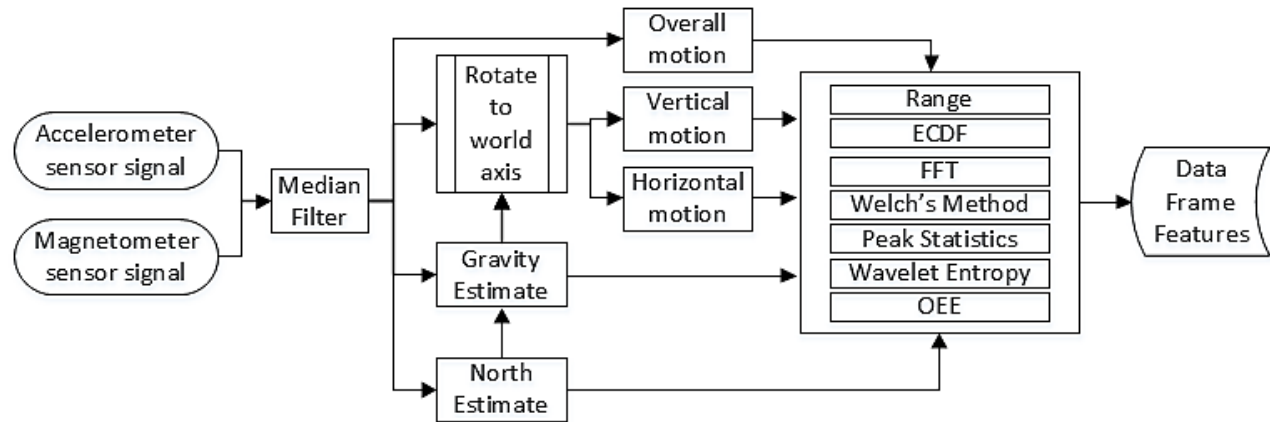 Accelerometer
sensor signal
Magnetometer
sensor signal
Median
Filter
Rotate
to
world
axis
Gravity
Estimate
North
Estimate
Overall
motion
Vertical
motion
Horizontal
motion
Range
ECDF
FFT
Welch's Method
Peak Statistics
Wavelet Entropy
OEE
Data
Frame
Features